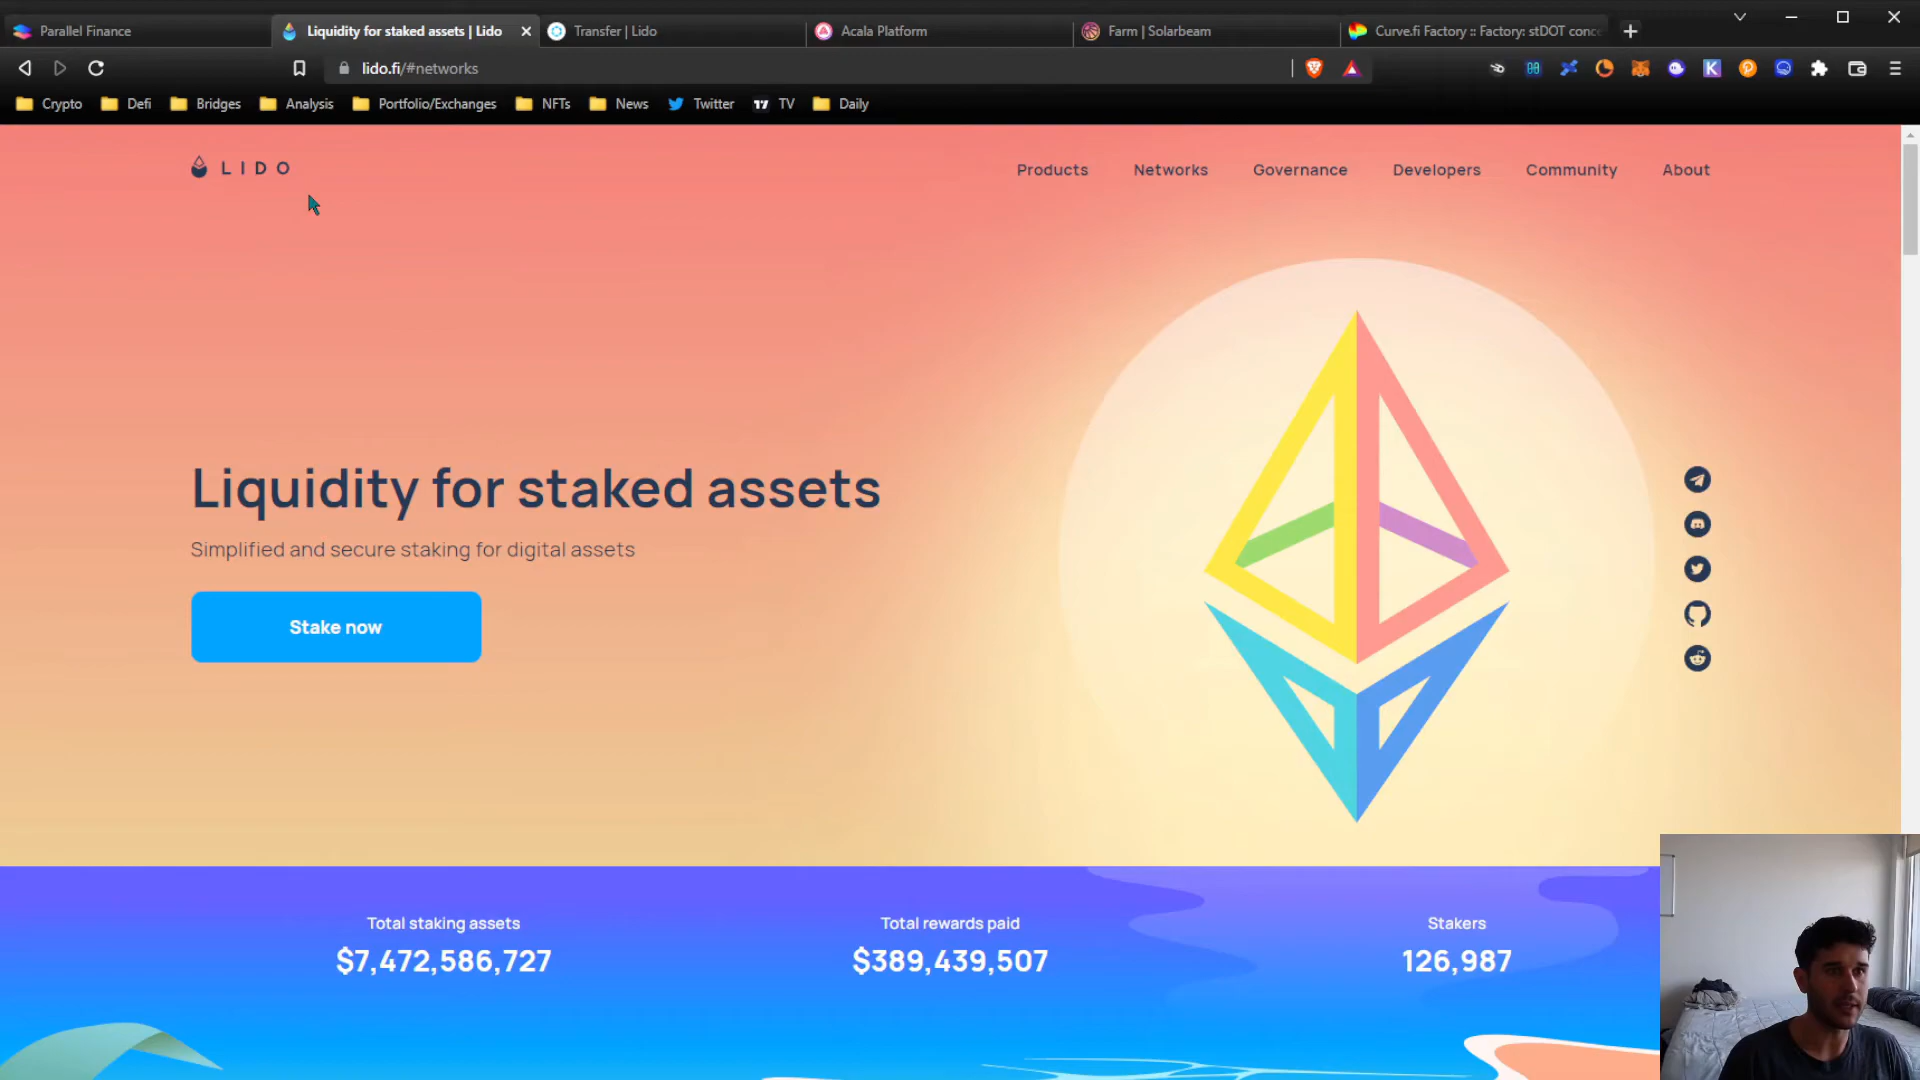 Parallel Finance
Liquidity for staked assets | Lido
Transfer | Lido
Acala Platform
Farm | Solarbeam
Curve.fi Factory :: Factory: stDOT conce
lido.fi/#networks
Crypto
Defi
Bridges
Analysis
Portfolio/Exchanges
NFTs
News
Twitter
TV
Daily
LIDO
Products
Networks
Governance
Developers
Community
About
Liquidity for staked assets
Simplified and secure staking for digital assets
Stake now
Total staking assets
$7,472,586,727
Total rewards paid
$389,439,507
Stakers
126,987